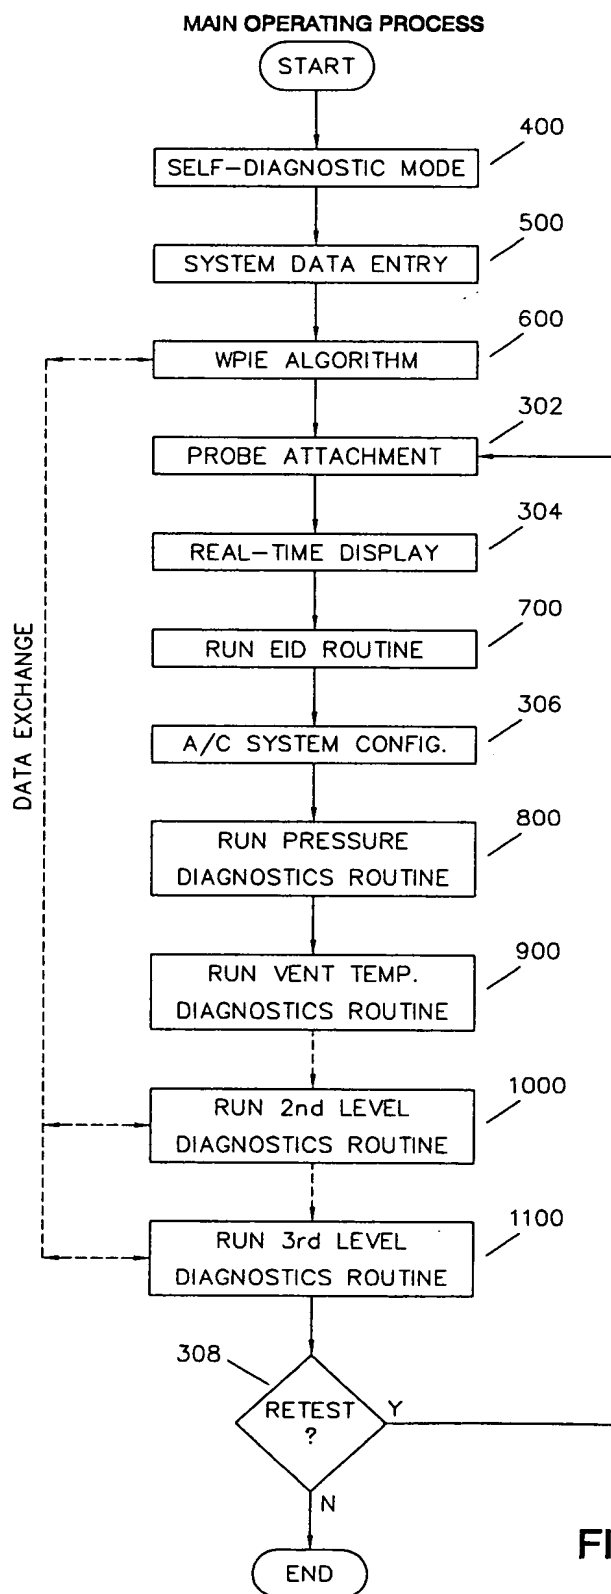 MAIN OPERATING PROCESS
START
400
SELF-DIAGNOSTIC MODE
500
SYSTEM DATA ENTRY
600
WPIE ALGORITHM
302
PROBE ATTACHMENT
304
REAL-TIME DISPLAY
700
RUN EID ROUTINE
306
A/C SYSTEM CONFIG.
800
RUN PRESSURE
DIAGNOSTICS ROUTINE
900
RUN VENT TEMP.
DIAGNOSTICS ROUTINE
DATA EXCHANGE
1000
RUN 2nd LEVEL
DIAGNOSTICS ROUTINE
1100
RUN 3rd LEVEL
DIAGNOSTICS ROUTINE
308
RETEST
?
Y
N
END
FI